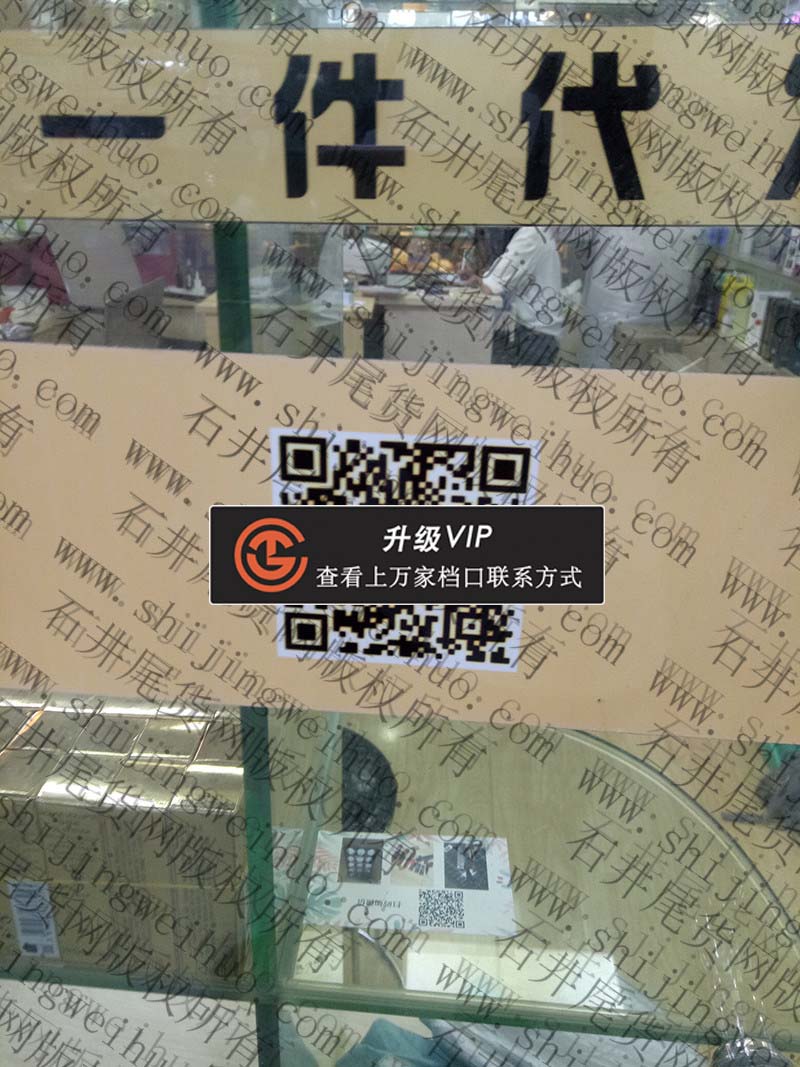 一件代
升级VIP
查看上万家档口联系方式
www.shijingweihuo.com
石井尾货网版权所有